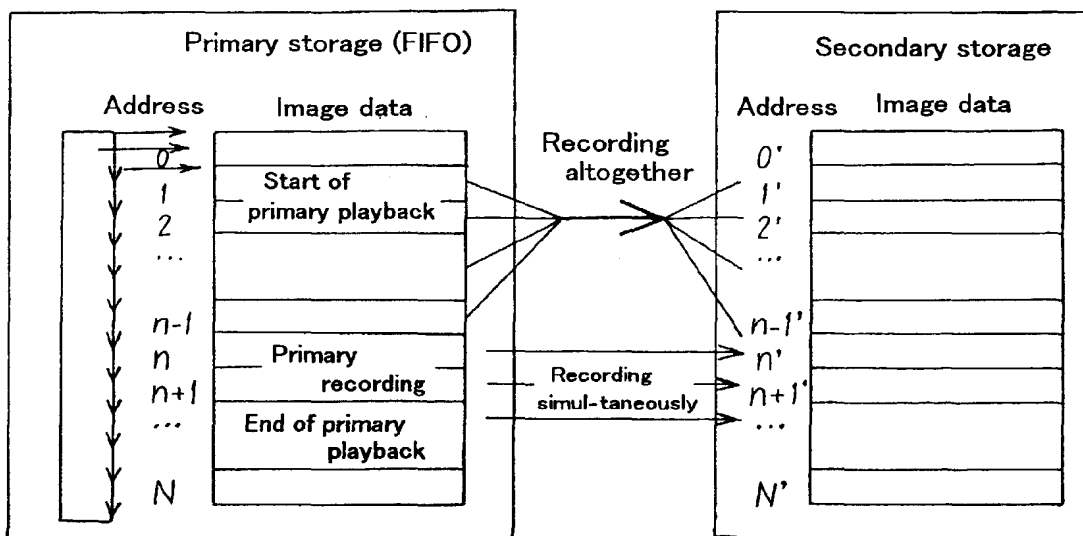 Primary storage (FIFO)
Address
Image data
0
1
2
...
n-1
n
n+1
...
N
Start of
primary playback
Primary
recording
End of primary
playback
Recording
altogether
Recording
simul-taneously
Secondary storage
Address
Image data
0'
1'
2'
...
n-1'
n'
n+1'
...
N'